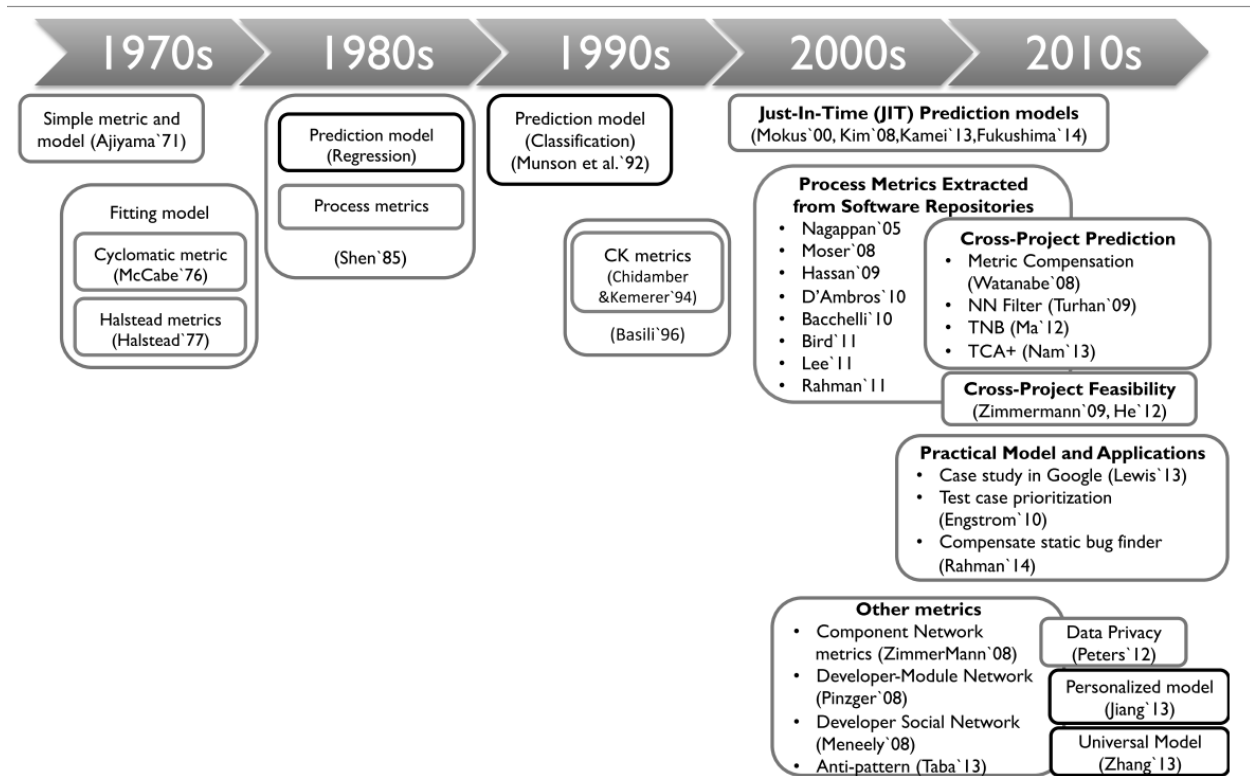 1970s
1980s
1990s
2000s
2010s
Simple metric and
model (Ajiyama`71)
Fitting model
Cyclomatic metric
(McCabe`76)
Halstead metrics
(Halstead`77)
Prediction model
(Regression)
Process metrics
(Shen`85)
Prediction model
(Classification)
(Munson et al.`92)
CK metrics
(Chidamber
&Kemerer`94)
(Basili`96)
Just-In-Time (JIT) Prediction models
(Mokus`00, Kim`08,Kamei`13,Fukushima`14)
Process Metrics Extracted
from Software Repositories
• Nagappan`05
• Moser`08
• Hassan`09
• D’Ambros`10
• Bacchelli`10
• Bird`11
• Lee`11
• Rahman`11
Cross-Project Prediction
• Metric Compensation
(Watanabe`08)
• NN Filter (Turhan`09)
• TNB (Ma`12)
• TCA+ (Nam`13)
Cross-Project Feasibility
(Zimmermann`09, He`12)
Practical Model and Applications
• Case study in Google (Lewis`13)
• Test case prioritization
(Engstrom`10)
• Compensate static bug finder
(Rahman`14)
Other metrics
• Component Network
metrics (ZimmerMann`08)
• Developer-Module Network
(Pinzger`08)
• Developer Social Network
(Meneely`08)
• Anti-pattern (Taba`13)
Data Privacy
(Peters`12)
Personalized model
(Jiang`13)
Universal Model
(Zhang`13)